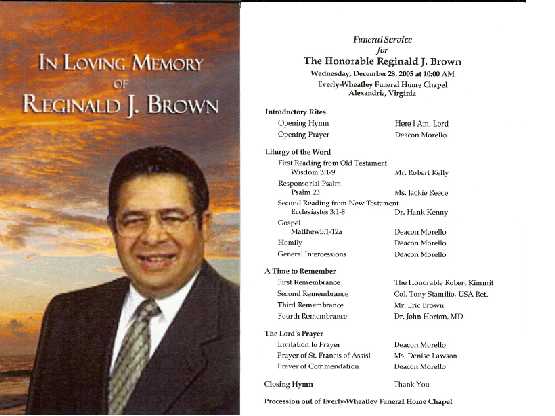 IN LOVING MEMORY
OF
REGINALD J. BROWN
Funeral Service
for
The Honorable Reginald J. Brown
Wednesday, December 28, 2005 at 10:00 AM
Everly-Wheatley Funeral Home Chapel
Alexandria, Virginia
Introductory Rites
Opening Hymn Here I Am, Lord
Opening Prayer Deacon Morello
Liturgy of the Word
First Reading from Old Testament
Wisdom 3:1-9 Mr. Robert Kelly
Responsorial Psalm
Psalm 23 Ms. Jackie Reece
Second Reading from New Testament
Ecclesiastes 3:1-8 Dr. Hank Kenny
Gospel
Matthew 5:1-12a Deacon Morello
Homily Deacon Morello
General Intercessions Deacon Morello
A Time to Remember
First Remembrance The Honorable Robert Kimmit
Second Remembrance Col. Tony Stamilio, USA Ret.
Third Remembrance Mr. Eric Brown
Fourth Remembrance Dr. John Horton, MD
The Lord's Prayer
Invitation to Prayer Deacon Morello
Prayer of St. Francis of Assisi Ms. Denise Lawson
Prayer of Commendation Deacon Morello
Closing Hymn Thank You
Procession out of Everly-Wheatley Funeral Home Chapel